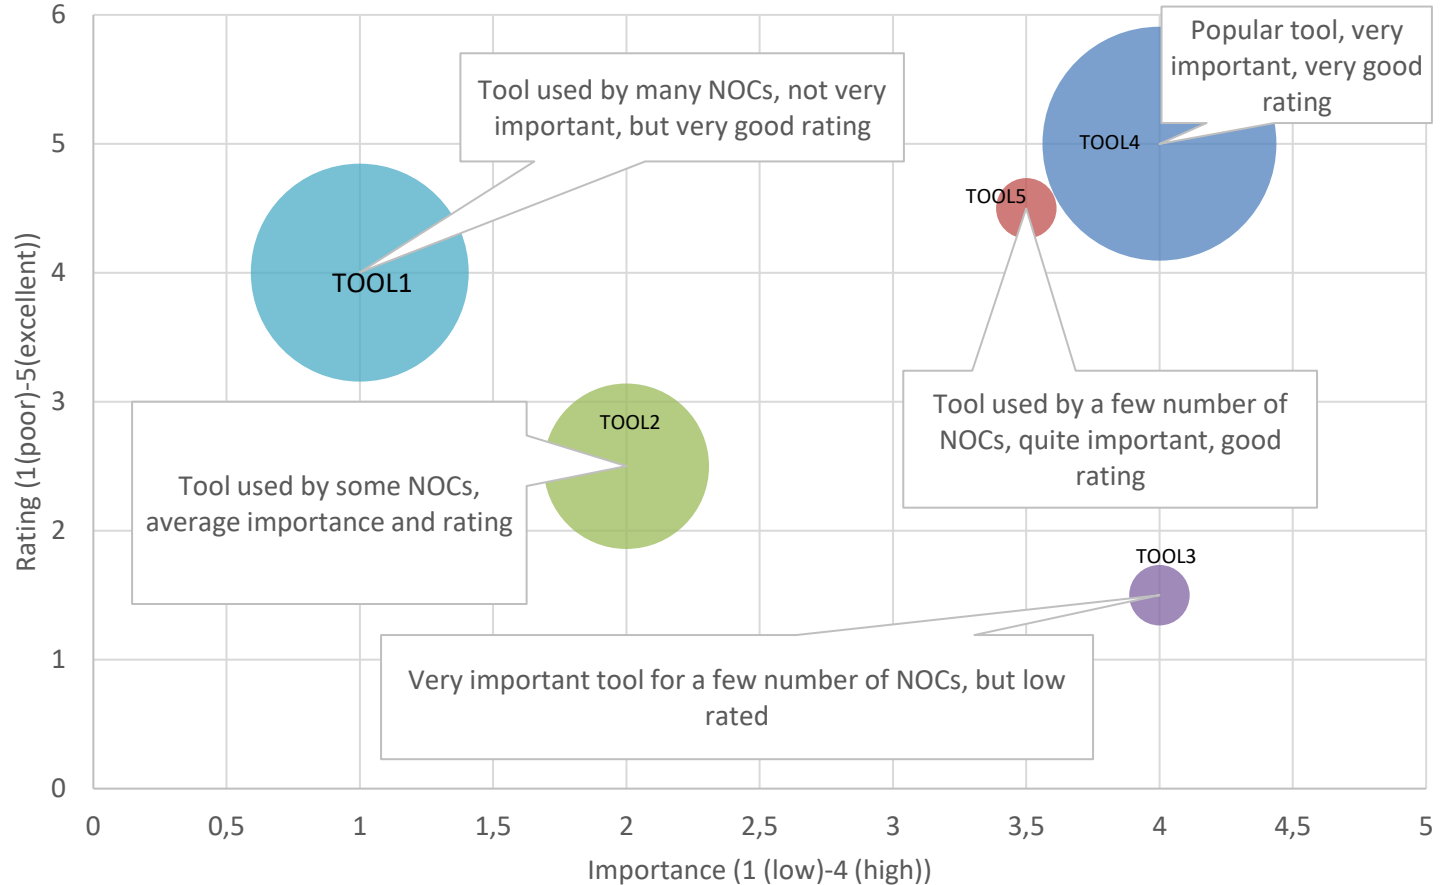 6
5
4
3
2
1
0
Rating (1(poor)-5(excellent))
Tool used by many NOCs, not very
important, but very good rating
Popular tool, very
important, very good
rating
TOOL4
TOOL5
TOOL1
Tool used by a few number of
NOCs, quite important, good
rating
TOOL2
Tool used by some NOCs,
average importance and rating
TOOL3
Very important tool for a few number of NOCs, but low
rated
0 0,5 1 1,5 2 2,5 3 3,5 4 4,5 5
Importance (1 (low)-4 (high))